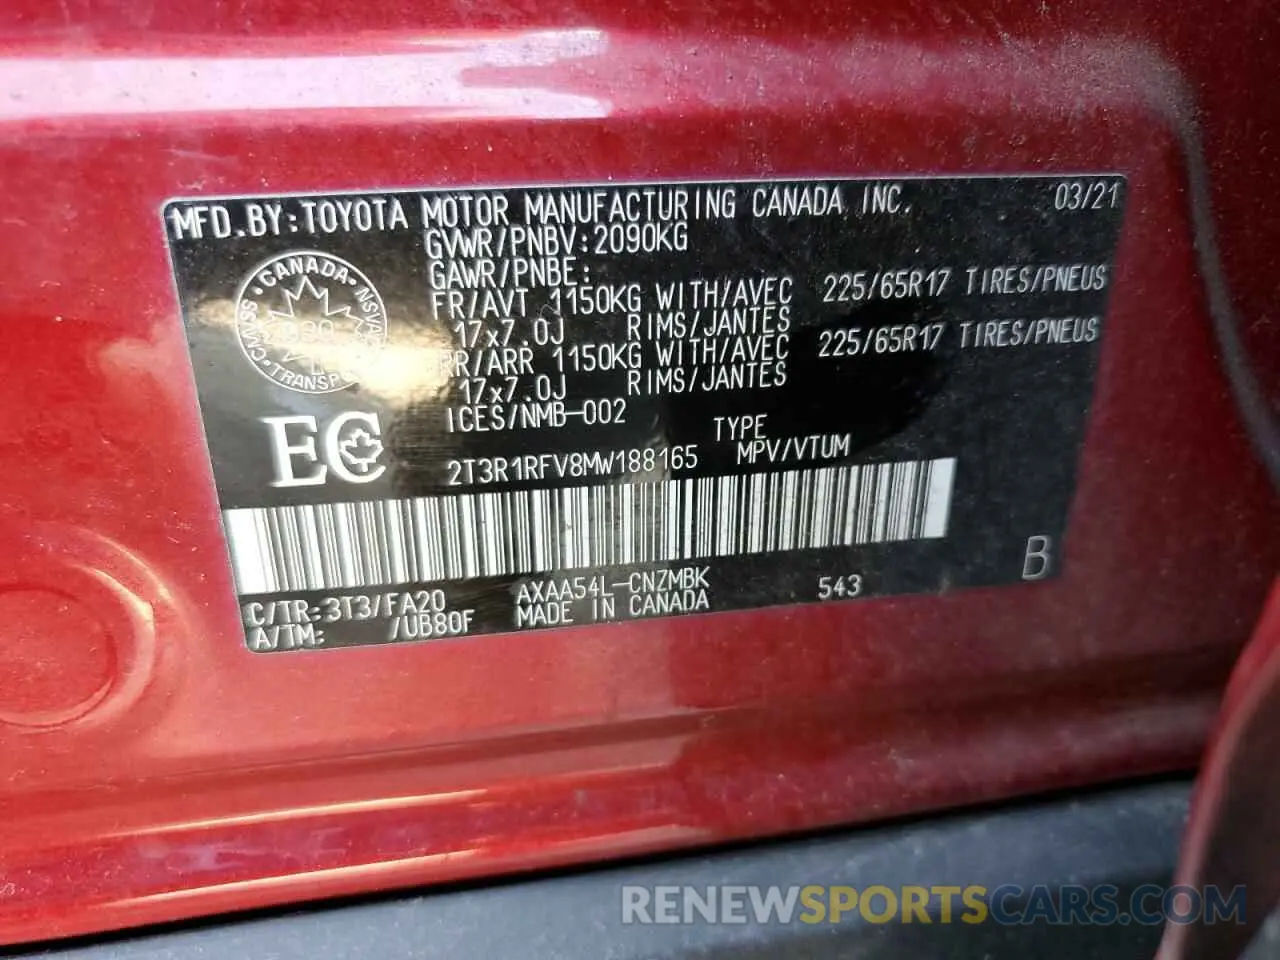 MFD.BY:TOYOTA MOTOR MANUFACTURING CANADA INC. 03/21
GVWR/PNBV:2090KG
GAWR/PNBE:
FR/AVT 1150KG WITH/AVEC 225/65R17 TIRES/PNEUS
17x7.0J RIMS/JANTES
RR/ARR 1150KG WITH/AVEC 225/65R17 TIRES/PNEUS
17x7.0J RIMS/JANTES
ICES/NMB-002
CANADA
CMVSS
NSVAC
EC
TYPE
2T3R1RFV8MW188165 MPV/VTUM
C/TR:3T3/FA20 AXAA54L-CNZMBK 543 B
A/TM: /UB80F MADE IN CANADA
RENEWSPORTSCARS.COM